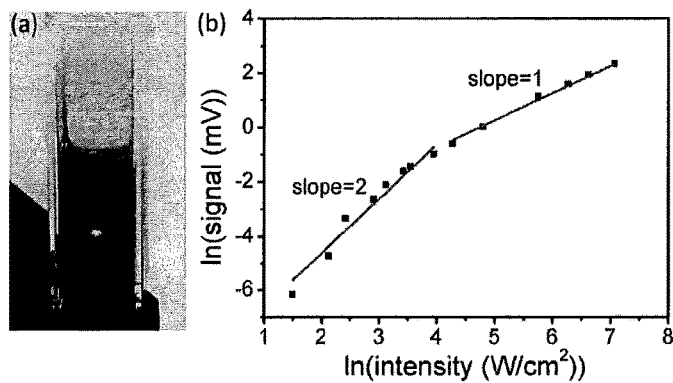 (a)
(b)
4
2
0
-2
-4
-6
ln(signal (mV))
slope=1
slope=2
1 2 3 4 5 6 7 8
ln(intensity (W/cm²))